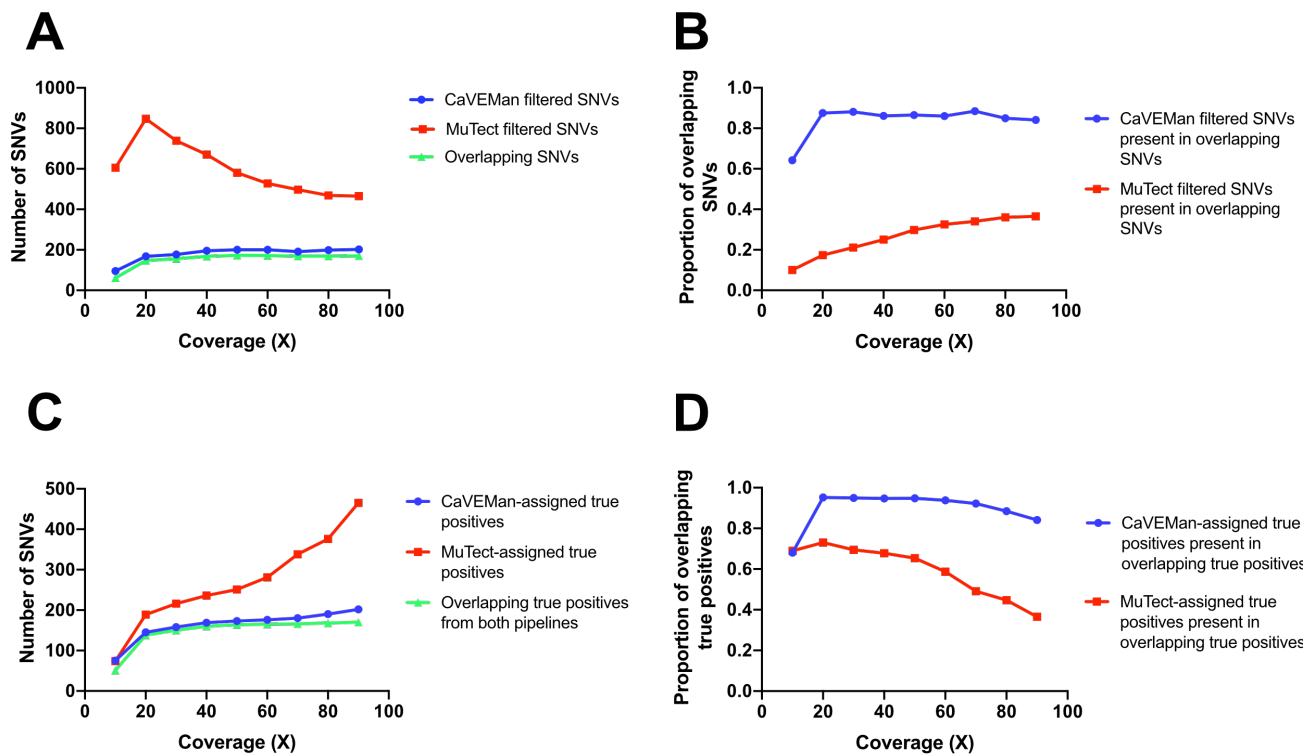 A
1000
800
600
400
200
0
0 20 40 60 80 100
Number of SNVs
Coverage (X)
CaVEMan filtered SNVs
MuTect filtered SNVs
Overlapping SNVs
B
1.0
0.8
0.6
0.4
0.2
0.0
0 20 40 60 80 100
Proportion of overlapping
SNVs
Coverage (X)
CaVEMan filtered SNVs
present in overlapping
SNVs
MuTect filtered SNVs
present in overlapping
SNVs
C
500
400
300
200
100
0
0 20 40 60 80 100
Number of SNVs
Coverage (X)
CaVEMan-assigned true
positives
MuTect-assigned true
positives
Overlapping true positives
from both pipelines
D
1.0
0.8
0.6
0.4
0.2
0.0
0 20 40 60 80 100
Proportion of overlapping
true positives
Coverage (X)
CaVEMan-assigned true
positives present in
overlapping true positives
MuTect-assigned true
positives present in
overlapping true positives